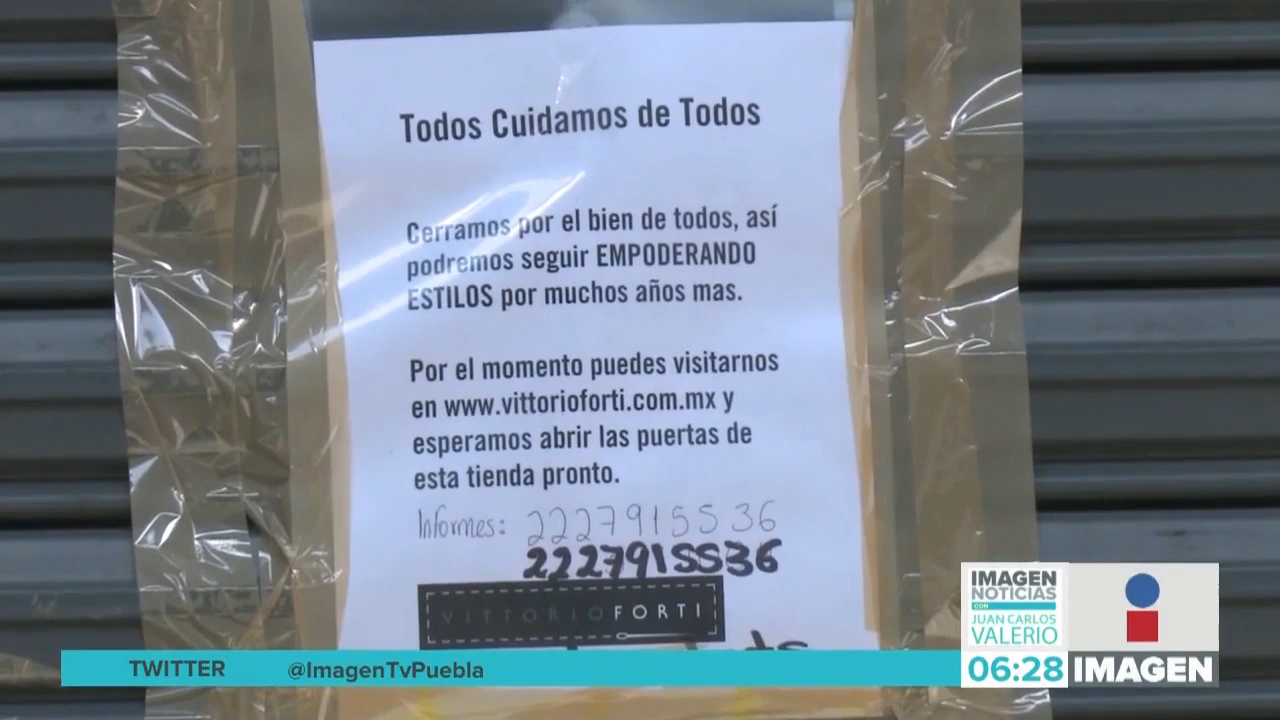 Todos Cuidamos de Todos
Cerramos por el bien de todos, así
podremos seguir EMPODERANDO
ESTILOS por muchos años mas.
Por el momento puedes visitarnos
en www.vittorioforti.com.mx y
esperamos abrir las puertas de
esta tienda pronto.
Informes: 2227915536
2227915536
VITTORIOFORTI
IMAGEN
NOTICIAS
CON
JUAN CARLOS
VALERIO
TWITTER @ImagenTvPuebla
06:28 IMAGEN